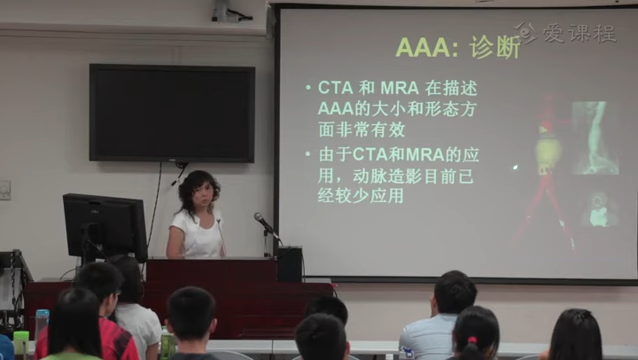 爱课程
AAA: 诊断
• CTA 和 MRA 在描述
AAA的大小和形态方
面非常有效
• 由于CTA和MRA的应
用，动脉造影目前已
经较少应用